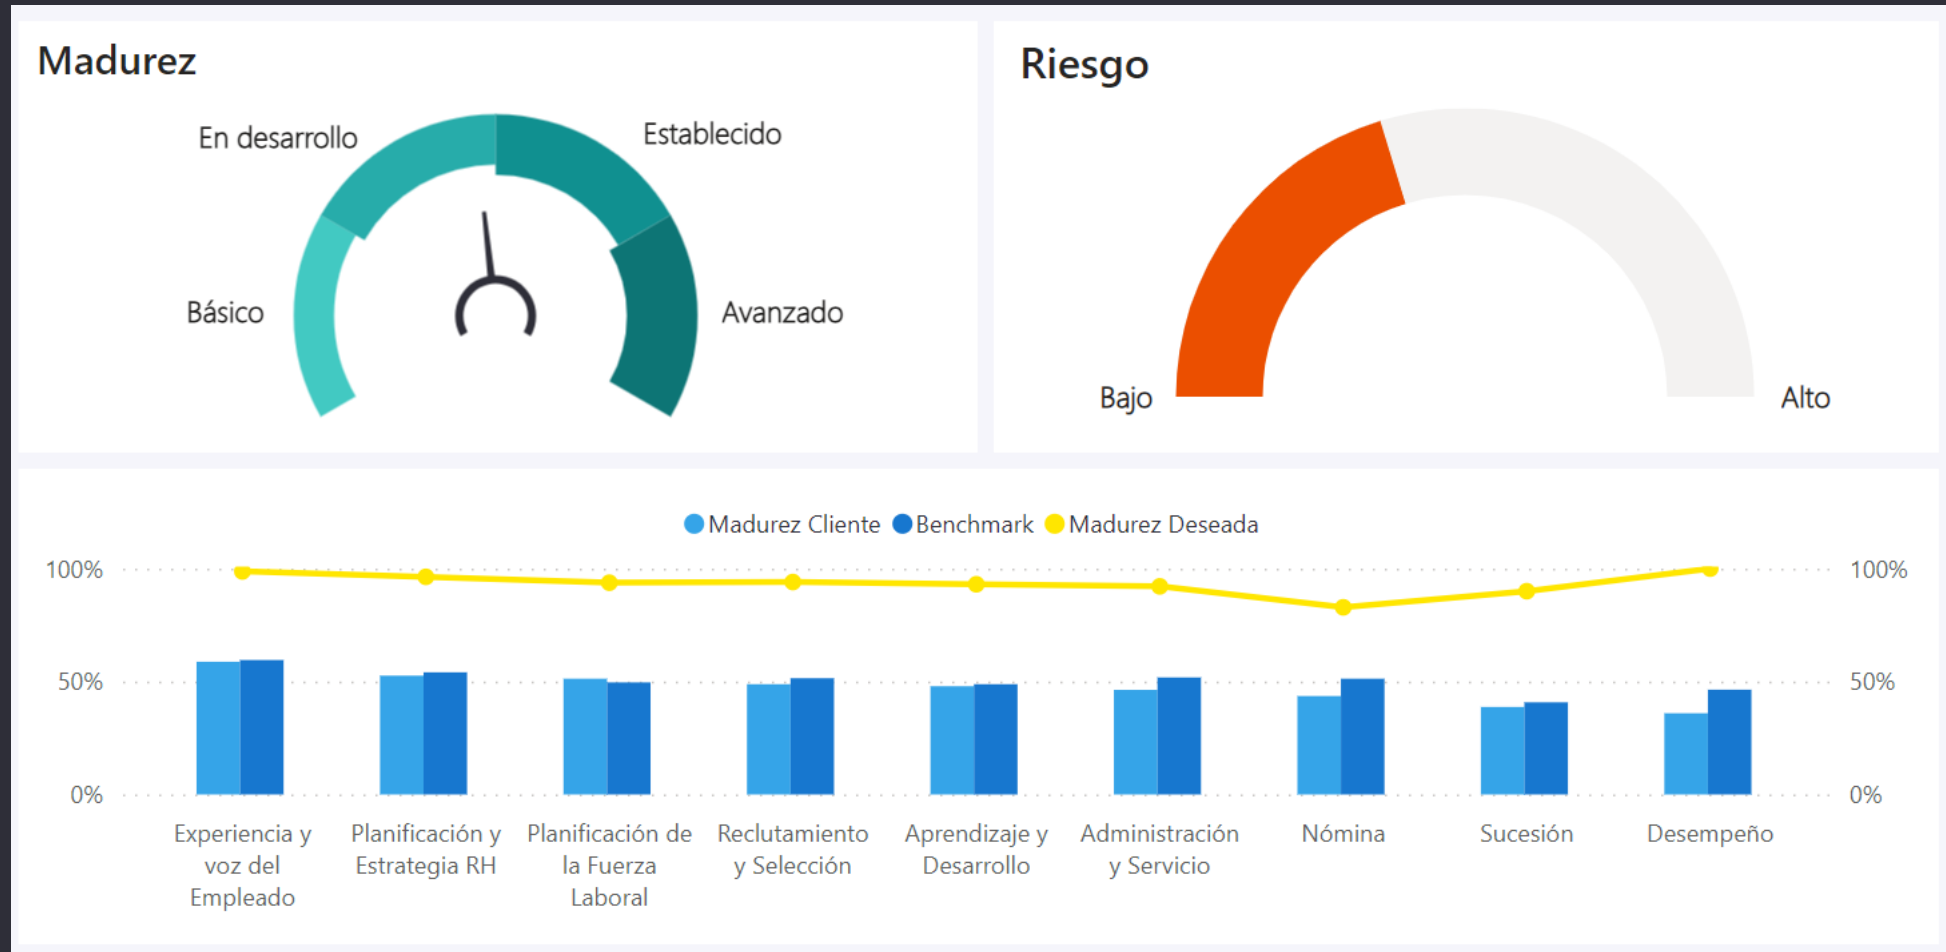 Madurez
En desarrollo
Establecido
Básico
Avanzado
Riesgo
Bajo
Alto
Madurez Cliente
Benchmark
Madurez Deseada
100%
50%
0%
100%
50%
0%
Experiencia y
voz del
Empleado
Planificación y
Estrategia RH
Planificación de
la Fuerza
Laboral
Reclutamiento
y Selección
Aprendizaje y
Desarrollo
Administración
y Servicio
Nómina
Sucesión
Desempeño